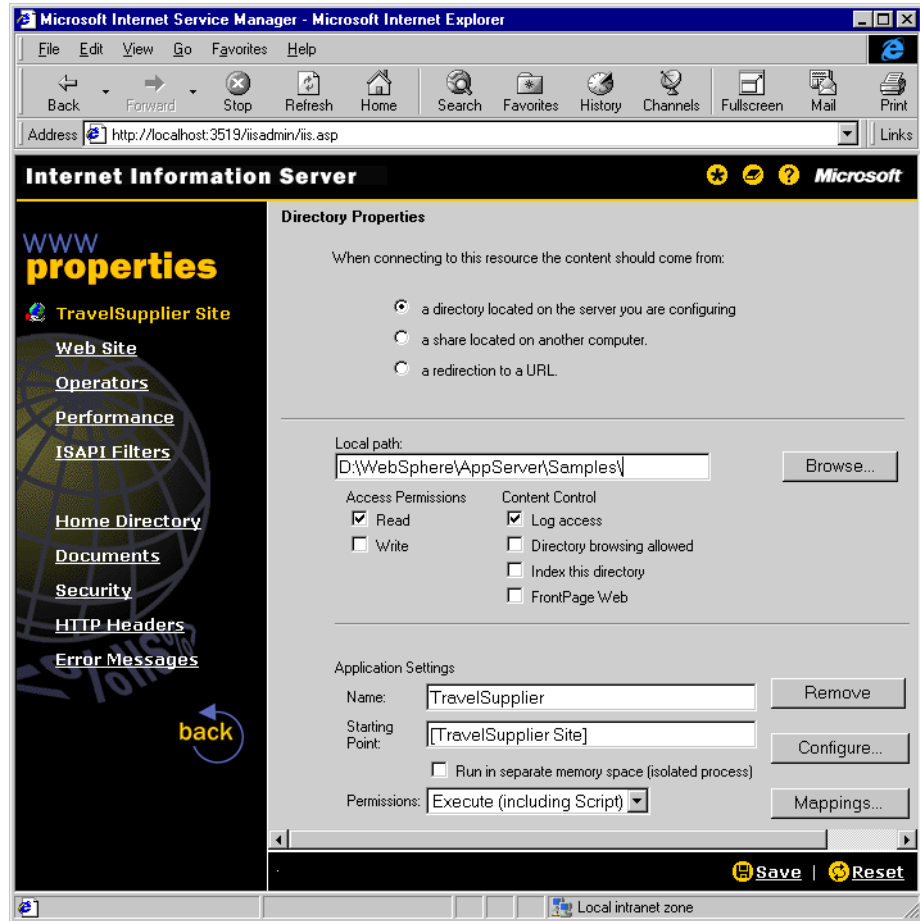 Microsoft Internet Service Manager - Microsoft Internet Explorer
File Edit View Go Favorites Help
Back Forward Stop Refresh Home Search Favorites History Channels Fullscreen Mail Print
Address http://localhost:3519/iisadmin/iis.asp Links
Internet Information Server Microsoft
www
properties
TravelSupplier Site
Web Site
Operators
Performance
ISAPI Filters
Home Directory
Documents
Security
HTTP Headers
Error Messages
back
Directory Properties
When connecting to this resource the content should come from:
a directory located on the server you are configuring
a share located on another computer.
a redirection to a URL.
Local path:
D:\WebSphere\AppServer\Samples\ Browse...
Access Permissions Content Control
Read Log access
Write Directory browsing allowed
Index this directory
FrontPage Web
Application Settings
Name: TravelSupplier Remove
Starting Point: [TravelSupplier Site] Configure...
Run in separate memory space (isolated process)
Permissions: Execute (including Script) Mappings...
Save | Reset
Local intranet zone